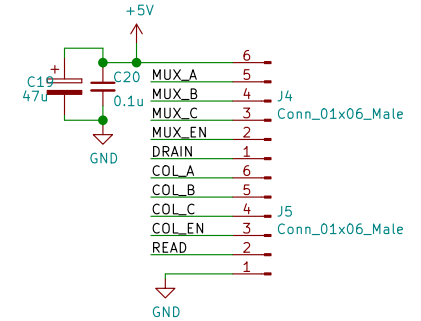 +5V
+
C19
47u
C20
0.1u
GND
6
MUX_A 5
MUX_B 4
MUX_C 3
MUX_EN 2
DRAIN 1
J4
Conn_01x06_Male
COL_A 6
COL_B 5
COL_C 4
COL_EN 3
READ 2
1
J5
Conn_01x06_Male
GND